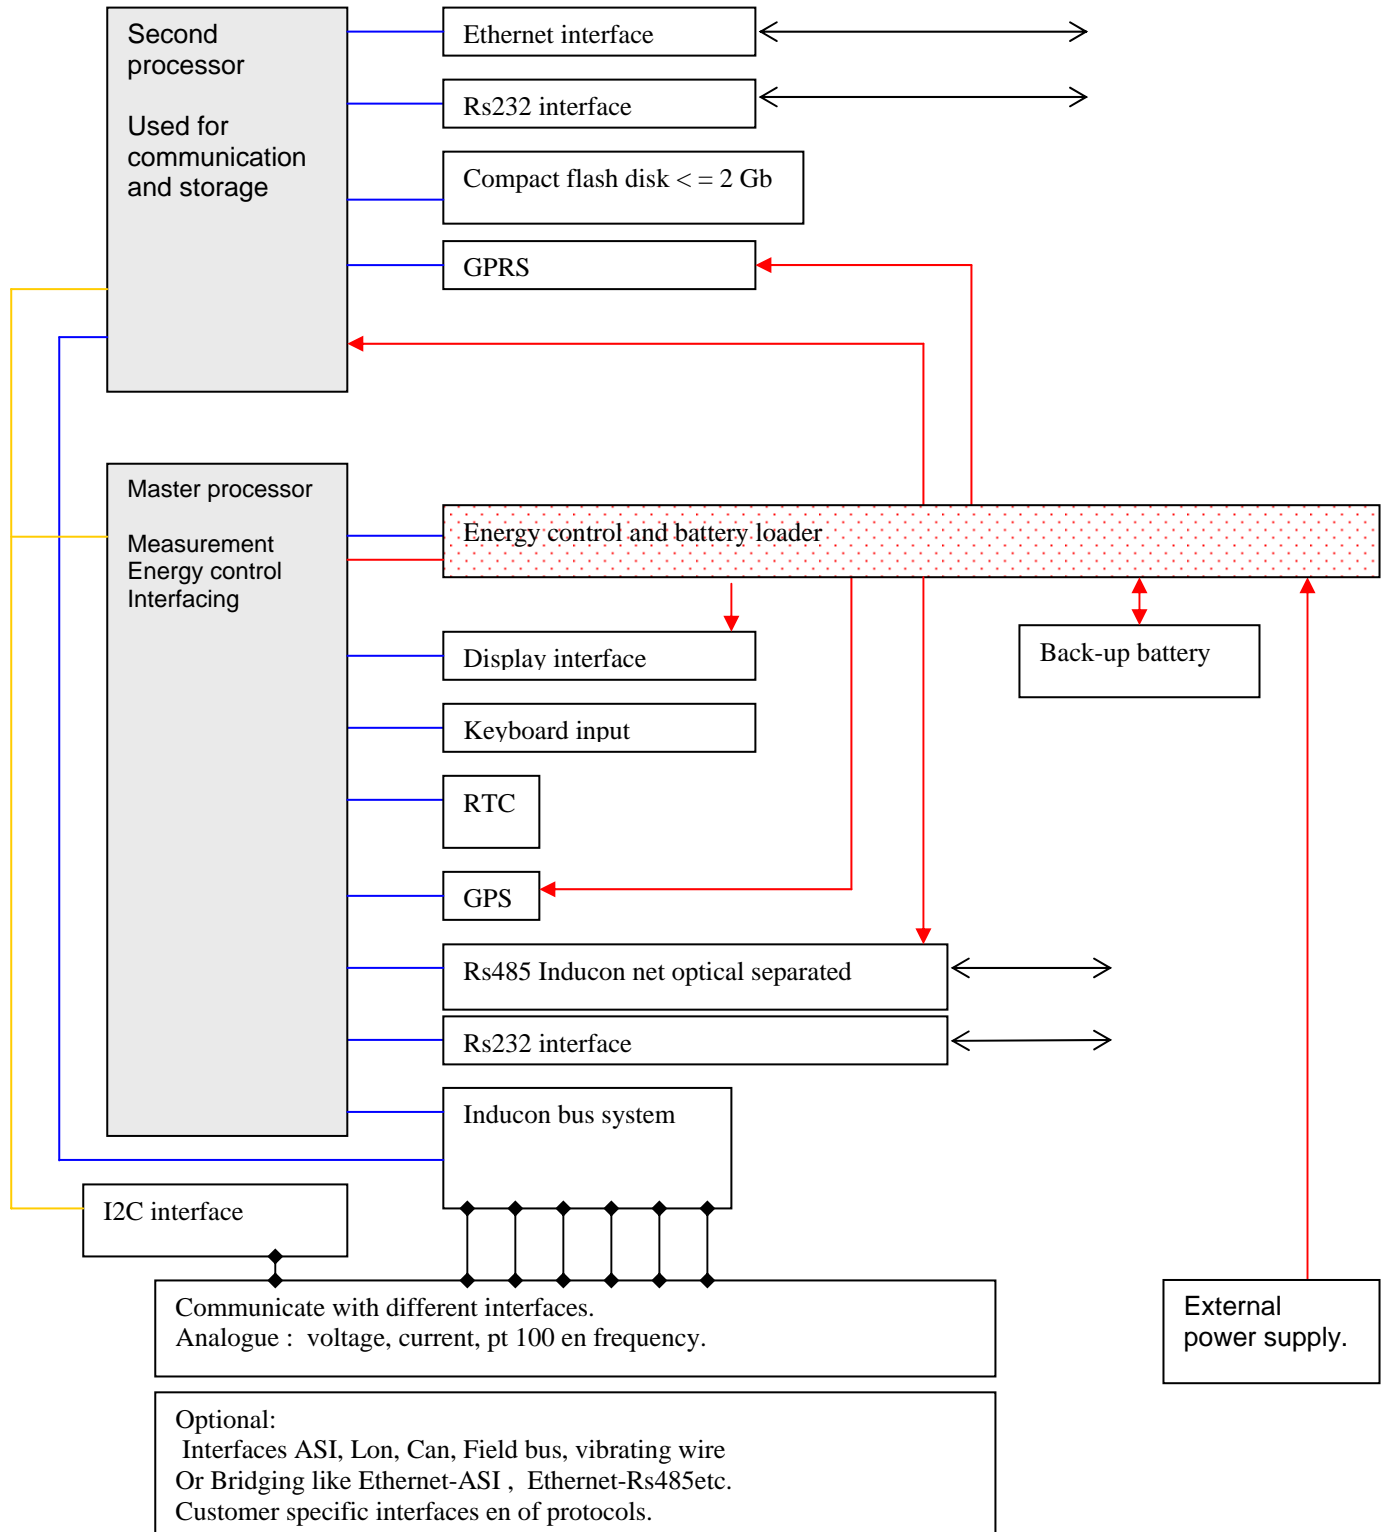 Second
processor
Used for
communication
and storage
Ethernet interface
Rs232 interface
Compact flash disk < = 2 Gb
GPRS
Master processor
Measurement
Energy control
Interfacing
Energy control and battery loader
Display interface
Back-up battery
Keyboard input
RTC
GPS
Rs485 Inducon net optical separated
Rs232 interface
Inducon bus system
I2C interface
Communicate with different interfaces.
Analogue :  voltage, current, pt 100 en frequency.
External
power supply.
Optional:
Interfaces ASI, Lon, Can, Field bus, vibrating wire
Or Bridging like Ethernet-ASI ,  Ethernet-Rs485etc.
Customer specific interfaces en of protocols.